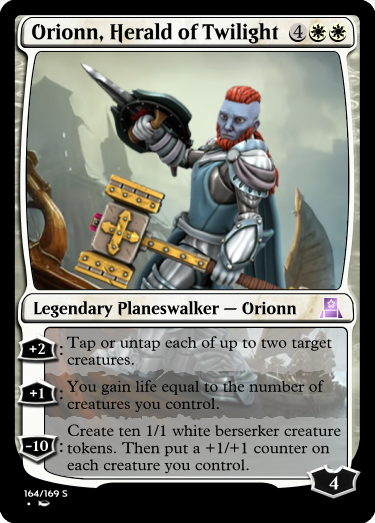 Orionn, Herald of Twilight 4
Legendary Planeswalker — Orionn
+2 : Tap or untap each of up to two target
creatures.
+1 : You gain life equal to the number of
creatures you control.
-10 : Create ten 1/1 white berserker creature
tokens. Then put a +1/+1 counter on
each creature you control.
4
164/169 S